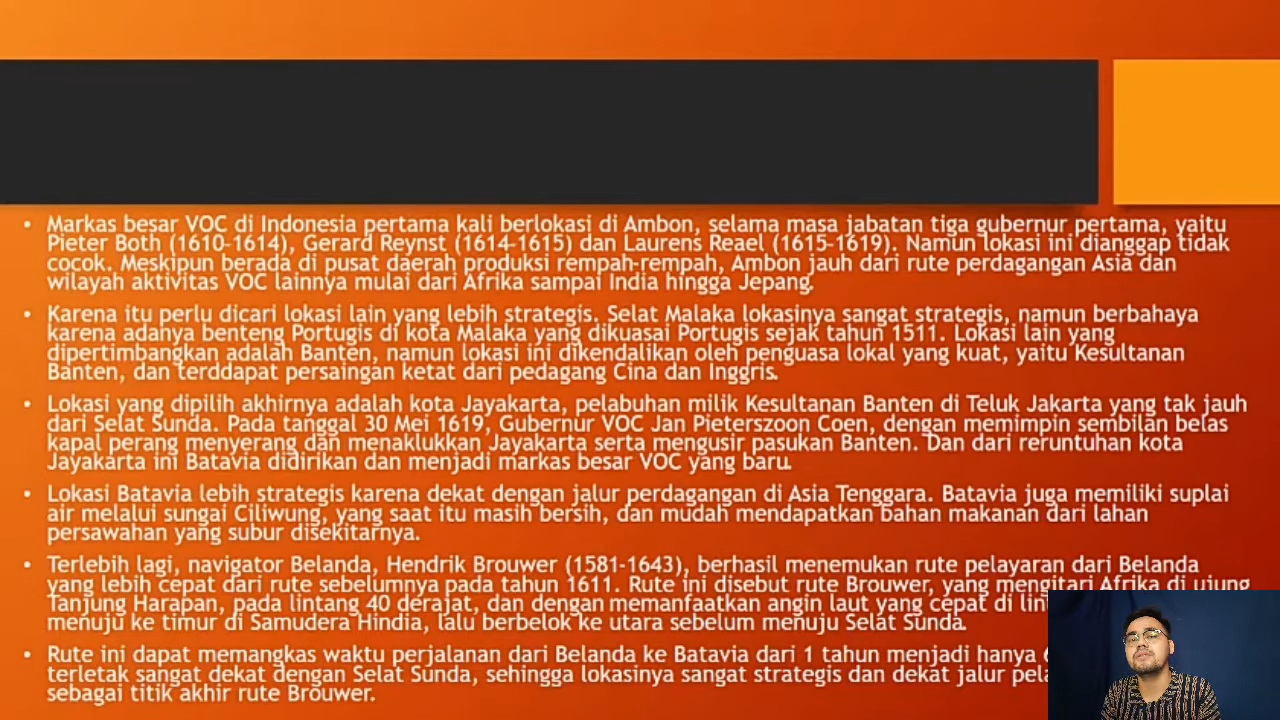 • Markas besar VOC di Indonesia pertama kali berlokasi di Ambon, selama masa jabatan tiga gubernur pertama, yaitu
Pieter Both (1610-1614), Gerard Reynst (1614-1615) dan Laurens Reael (1615-1619). Namun lokasi ini dianggap tidak
cocok. Meskipun berada di pusat daerah produksi rempah-rempah, Ambon jauh dari rute perdagangan Asia dan
wilayah aktivitas VOC lainnya mulai dari Afrika sampai India hingga Jepang.
• Karena itu perlu dicari lokasi lain yang lebih strategis. Selat Malaka lokasinya sangat strategis, namun berbahaya
karena adanya benteng Portugis di kota Malaka yang dikuasai Portugis sejak tahun 1511. Lokasi lain yang
dipertimbangkan adalah Banten, namun lokasi ini dikendalikan oleh penguasa lokal yang kuat, yaitu Kesultanan
Banten, dan terddapat persaingan ketat dari pedagang Cina dan Inggris.
• Lokasi yang dipilih akhirnya adalah kota Jayakarta, pelabuhan milik Kesultanan Banten di Teluk Jakarta yang tak jauh
dari Selat Sunda. Pada tanggal 30 Mei 1619, Gubernur VOC Jan Pieterszoon Coen, dengan memimpin sembilan belas
kapal perang menyerang dan menaklukkan Jayakarta serta mengusir pasukan Banten. Dan dari reruntuhan kota
Jayakarta ini Batavia didirikan dan menjadi markas besar VOC yang baru.
• Lokasi Batavia lebih strategis karena dekat dengan jalur perdagangan di Asia Tenggara. Batavia juga memiliki suplai
air melalui sungai Ciliwung, yang saat itu masih bersih, dan mudah mendapatkan bahan makanan dari lahan
persawahan yang subur disekitarnya.
• Terlebih lagi, navigator Belanda, Hendrik Brouwer (1581-1643), berhasil menemukan rute pelayaran dari Belanda
yang lebih cepat dari rute sebelumnya pada tahun 1611. Rute ini disebut rute Brouwer, yang mengitari Afrika di ujung
Tanjung Harapan, pada lintang 40 derajat, dan dengan memanfaatkan angin laut yang cepat di
menuju ke timur di Samudera Hindia, lalu berbelok ke utara sebelum menuju Selat Sunda.
• Rute ini dapat memangkas waktu perjalanan dari Belanda ke Batavia dari 1 tahun menjadi hanya
terletak sangat dekat dengan Selat Sunda, sehingga lokasinya sangat strategis dan dekat jalur
sebagai titik akhir rute Brouwer.